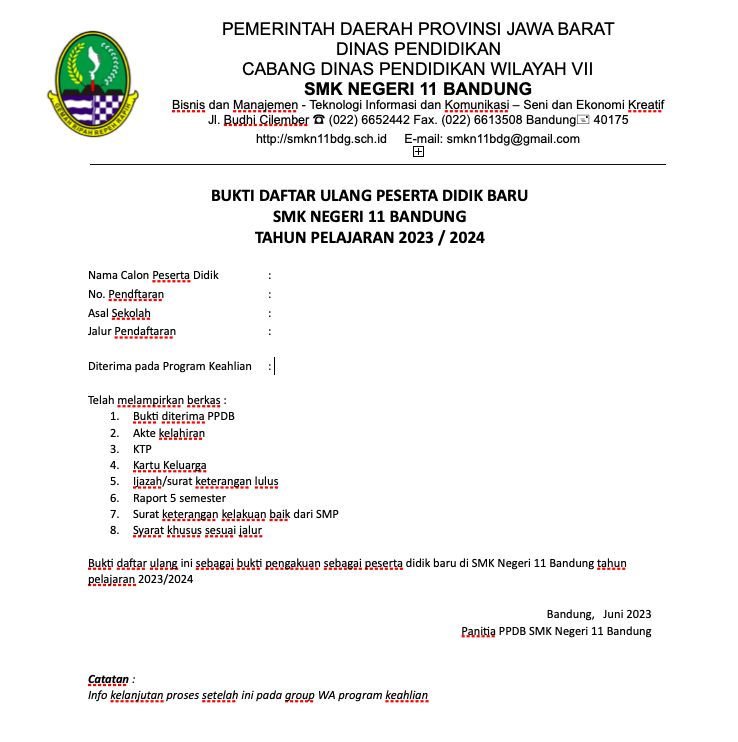 PEMERINTAH DAERAH PROVINSI JAWA BARAT
DINAS PENDIDIKAN
CABANG DINAS PENDIDIKAN WILAYAH VII
SMK NEGERI 11 BANDUNG
Bisnis dan Manajemen - Teknologi Informasi dan Komunikasi – Seni dan Ekonomi Kreatif
Jl. Budhi Cilember ☎ (022) 6652442 Fax. (022) 6613508 Bandung 40175
http://smkn11bdg.sch.id E-mail: smkn11bdg@gmail.com
GEMAH RIPAH REPEH RAPIH
BUKTI DAFTAR ULANG PESERTA DIDIK BARU
SMK NEGERI 11 BANDUNG
TAHUN PELAJARAN 2023 / 2024
Nama Calon Peserta Didik :
No. Pendftaran :
Asal Sekolah :
Jalur Pendaftaran :
Diterima pada Program Keahlian :
Telah melampirkan berkas :
1. Bukti diterima PPDB
2. Akte kelahiran
3. KTP
4. Kartu Keluarga
5. Ijazah/surat keterangan lulus
6. Raport 5 semester
7. Surat keterangan kelakuan baik dari SMP
8. Syarat khusus sesuai jalur
Bukti daftar ulang ini sebagai bukti pengakuan sebagai peserta didik baru di SMK Negeri 11 Bandung tahun
pelajaran 2023/2024
Bandung, Juni 2023
Panitia PPDB SMK Negeri 11 Bandung
Catatan :
Info kelanjutan proses setelah ini pada group WA program keahlian